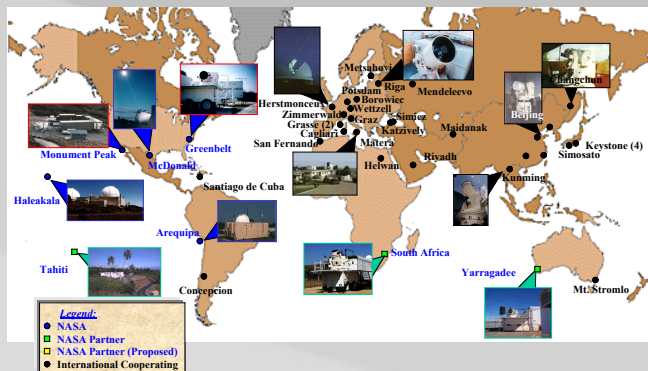 Metsahovi
Riga
Mendeleevo
Changchun
Potsdam
Borowiec
Herstmonceux
Wettzell
Zimmerwald
Graz
Simiez
Grasse (2)
Katzively
Cagliari
Maidanak
Beijing
San Fernando
Matera
Keystone (4)
Simosato
Helwan
Riyadh
Kunming
Monument Peak
McDonald
Greenbelt
Haleakala
Santiago de Cuba
Arequipa
Tahiti
South Africa
Yarragadee
Concepcion
Mt. Stromlo
Legend:
NASA
NASA Partner
NASA Partner (Proposed)
International Cooperating